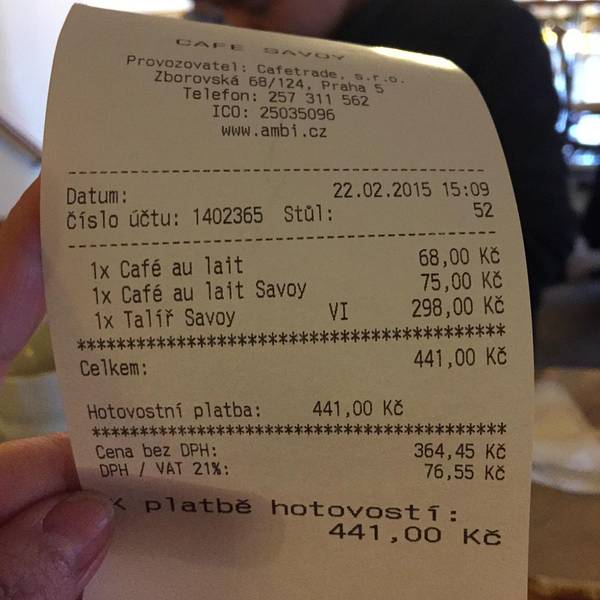 CAFE SAVOY
Provozovatel: Cafetrade, s.r.o.
Zborovská 68/124, Praha 5
Telefon: 257 311 562
ICO: 25035096
www.ambi.cz
Datum: 22.02.2015 15:09
číslo účtu: 1402365 Stůl: 52
1x Café au lait 68,00 Kč
1x Café au lait Savoy 75,00 Kč
1x Talíř Savoy VI 298,00 Kč
****************************************
Celkem: 441,00 Kč
Hotovostní platba: 441,00 Kč
****************************************
Cena bez DPH: 364,45 Kč
DPH / VAT 21%: 76,55 Kč
K platbě hotovostí:
441,00 Kč